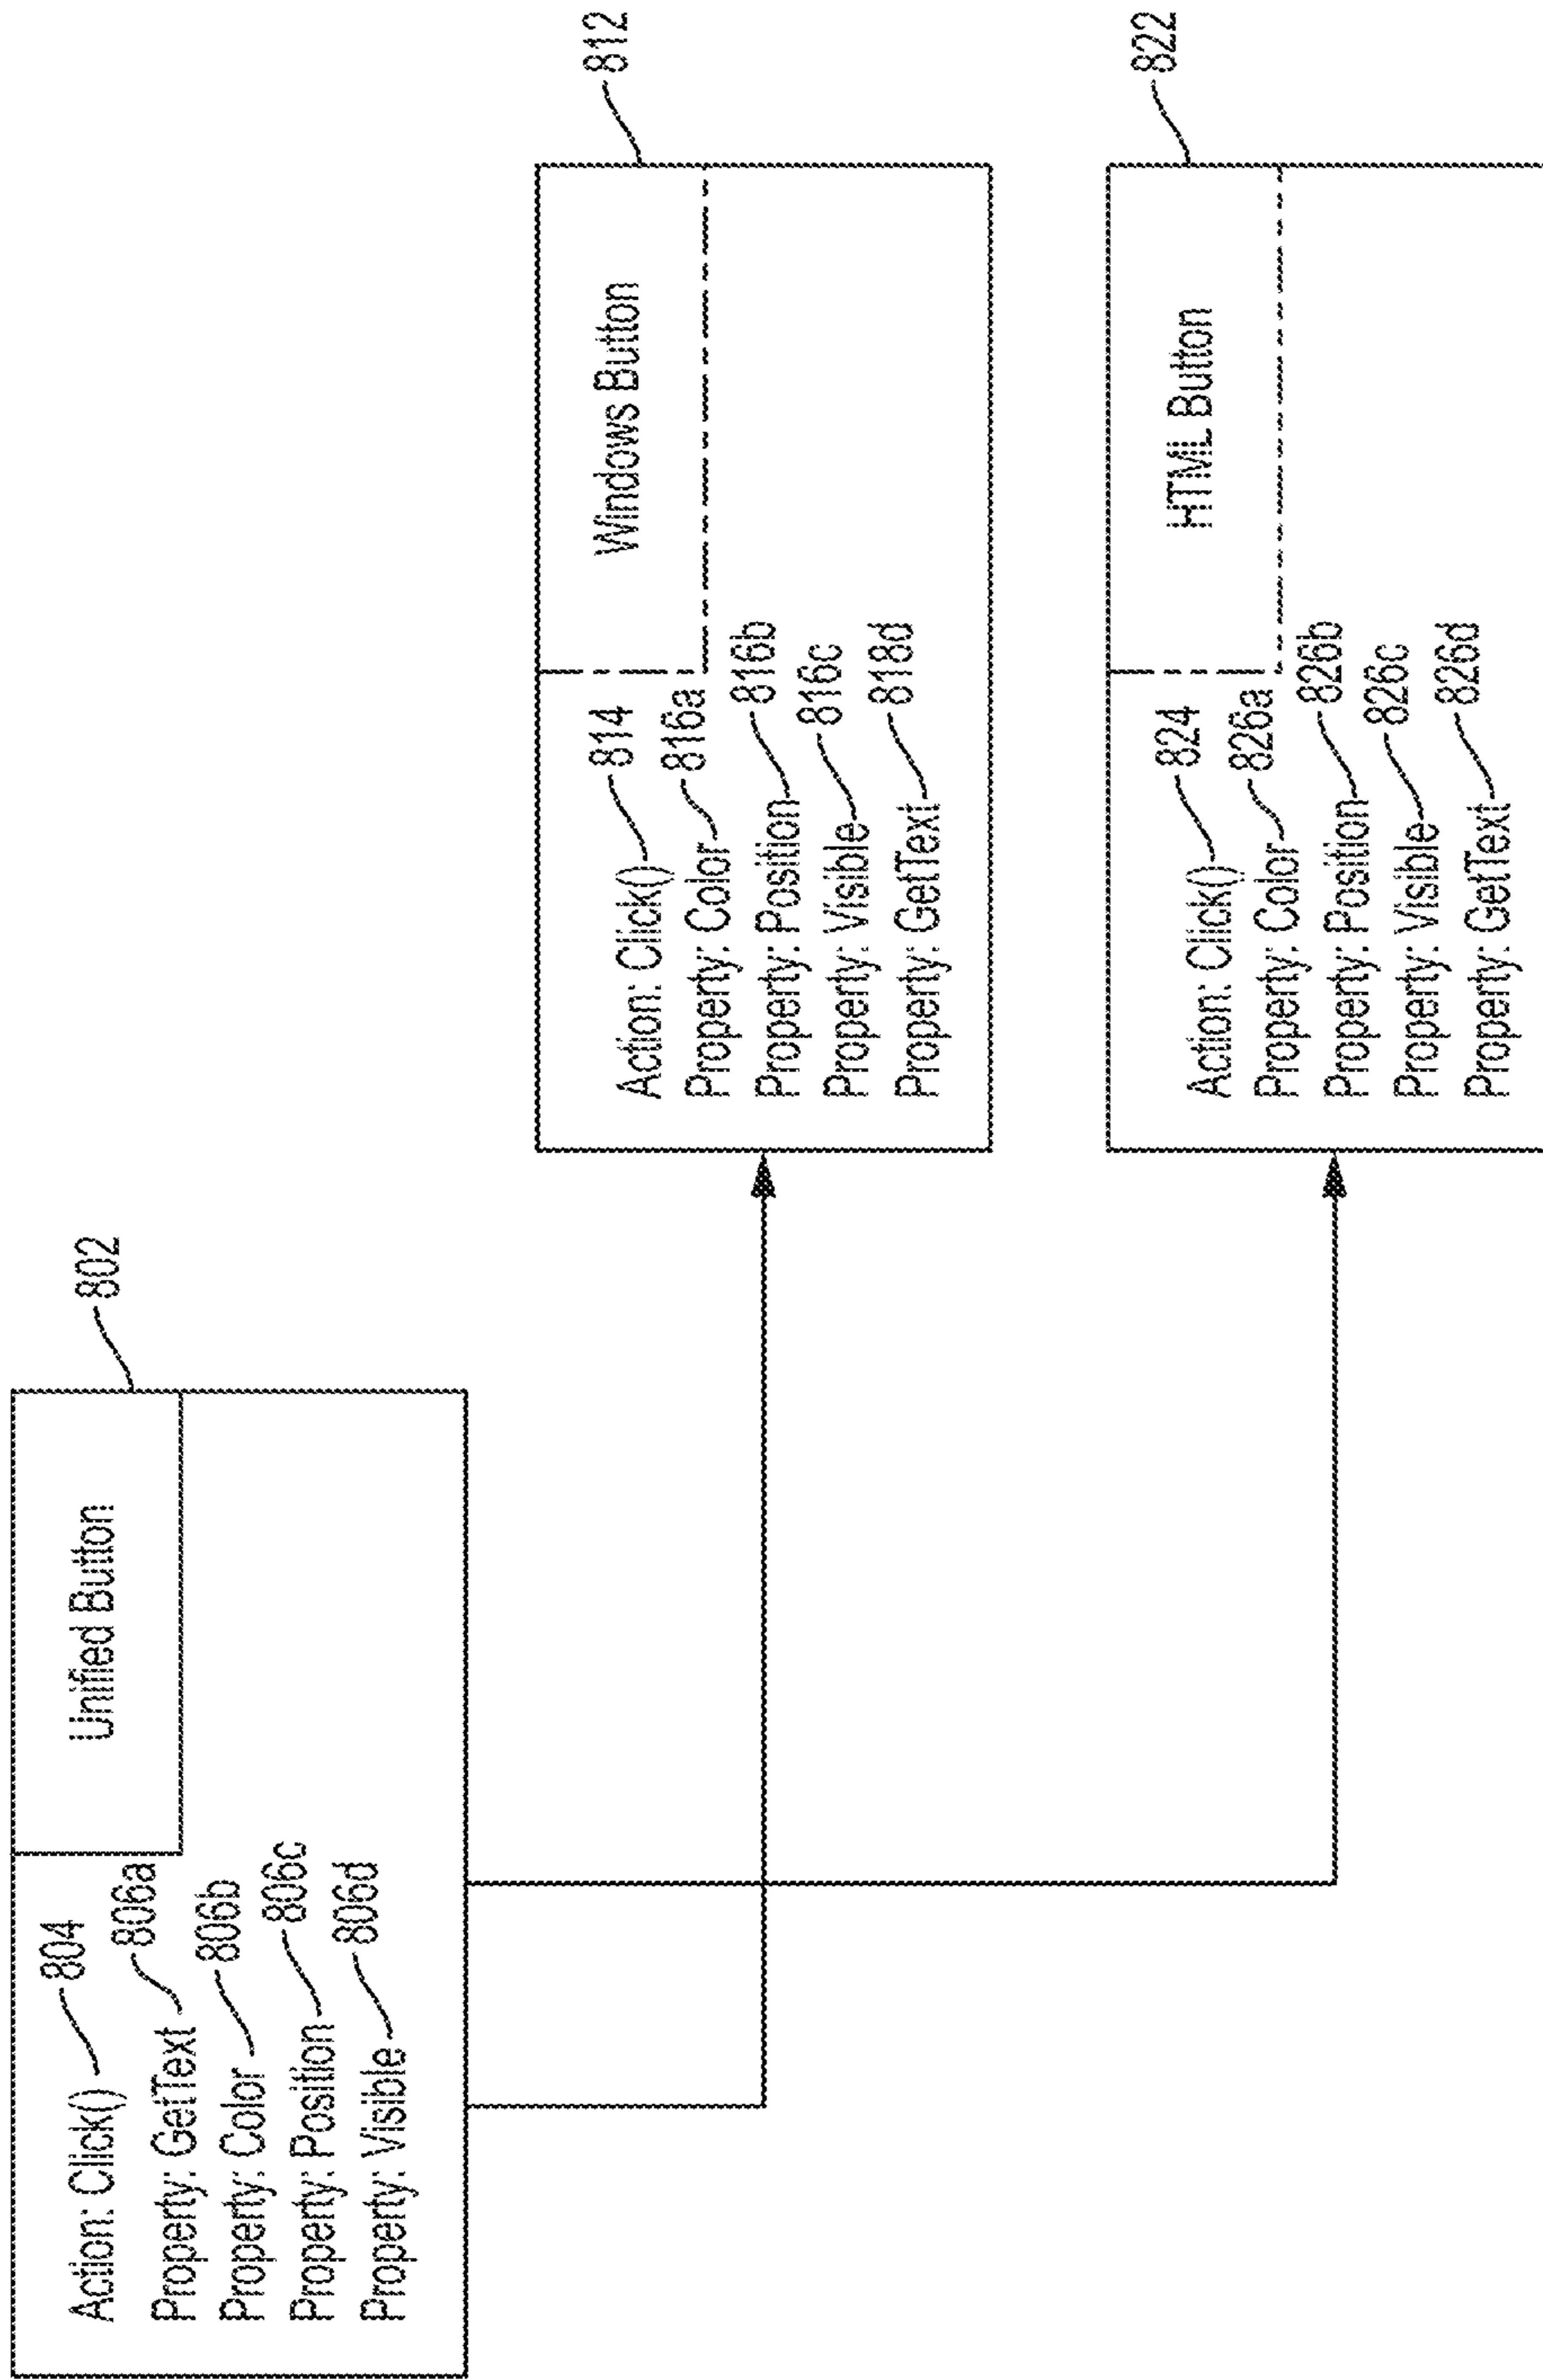 Unified Button
802
Action: Click() 804
Property: GetText 806a
Property: Color 806b
Property: Position 806c
Property: Visible 806d
Windows Button
812
Action: Click() 814
Property: Color 816a
Property: Position 816b
Property: Visible 816c
Property: GetText 818d
HTML Button
822
Action: Click() 824
Property: Color 826a
Property: Position 826b
Property: Visible 826c
Property: GetText 826d